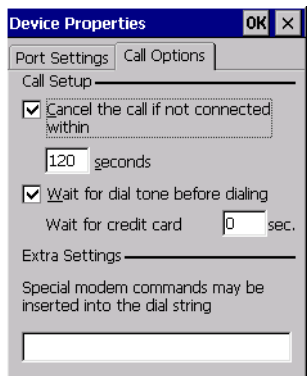 Device Properties OK ×
Port Settings Call Options
Call Setup
Cancel the call if not connected
within
120 seconds
Wait for dial tone before dialing
Wait for credit card 0 sec.
Extra Settings
Special modem commands may be
inserted into the dial string